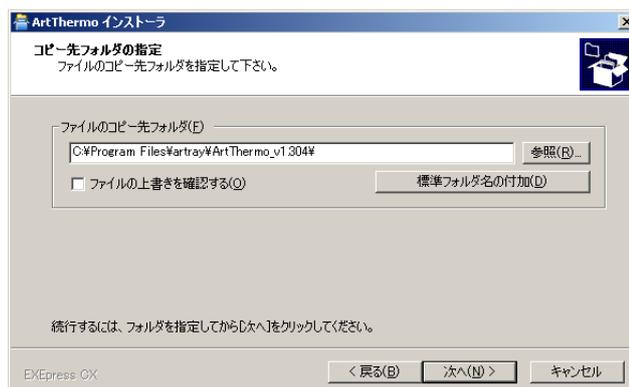 ArtThermo インストーラ
コピー先フォルダの指定
ファイルのコピー先フォルダを指定して下さい。
ファイルのコピー先フォルダ(F)
C:¥Program Files¥artray¥ArtThermo_v1304¥
参照(R)...
ファイルの上書きを確認する(O)
標準フォルダ名の付加(D)
続行するには、フォルダを指定してから[次へ]をクリックしてください。
EXEpress CX
< 戻る(B)
次へ(N) >
キャンセル